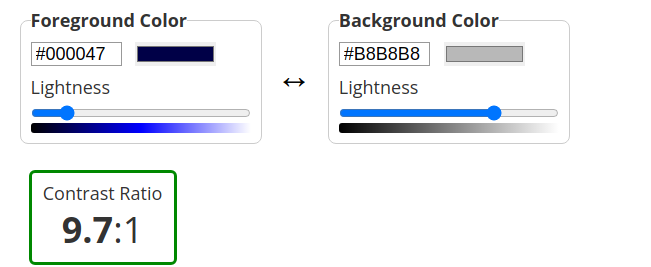 Foreground Color
#000047
Lightness
↔
Background Color
#B8B8B8
Lightness
Contrast Ratio
9.7:1